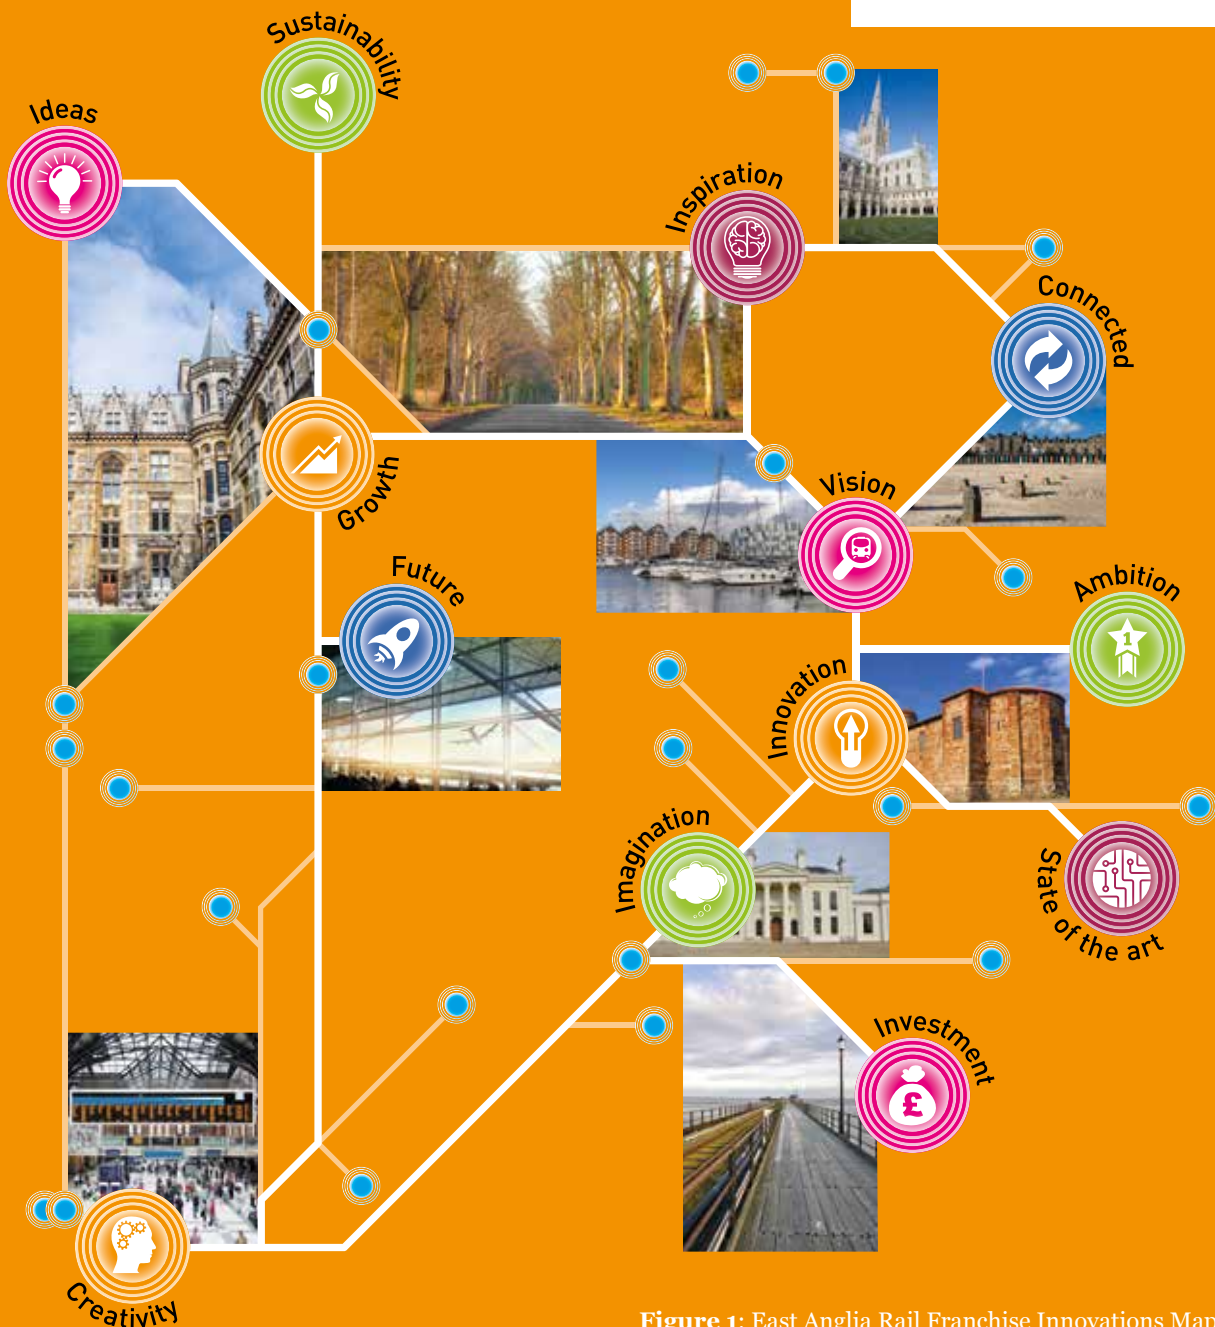 Sustainability
Ideas
Inspiration
Connected
Growth
Vision
Future
Ambition
Innovation
1
Imagination
State of the art
Investment
£
Creativity
Figure 1: East Anglia Rail Franchise Innovations Map